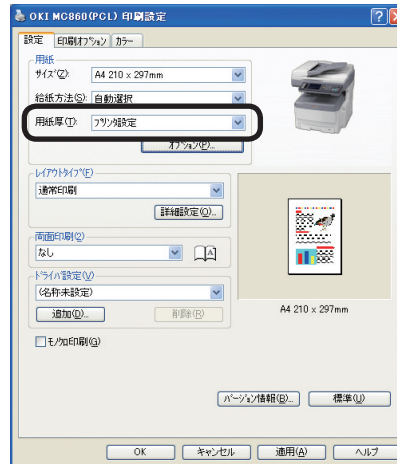 OKI MC860(PCL) 印刷設定
設定 印刷ｵﾌﾟｼｮﾝ カラー
用紙
サイズ(Z): A4 210 x 297mm
給紙方法(S): 自動選択
用紙厚(T): ﾌﾟﾘﾝﾀ設定
ｵﾌﾟｼｮﾝ(P)...
ﾚｲｱｳﾄﾀｲﾌﾟ(F)
通常印刷
詳細設定(O)...
両面印刷(2)
なし
A
ﾄﾞﾗｲﾊﾞ設定(V)
(名称未設定)
追加(D)... 削除(R)
A4 210 x 297mm
ﾓﾉｸﾛ印刷(G)
ﾊﾞｰｼﾞｮﾝ情報(B)... 標準(U)
OK キャンセル 適用(A) ヘルプ